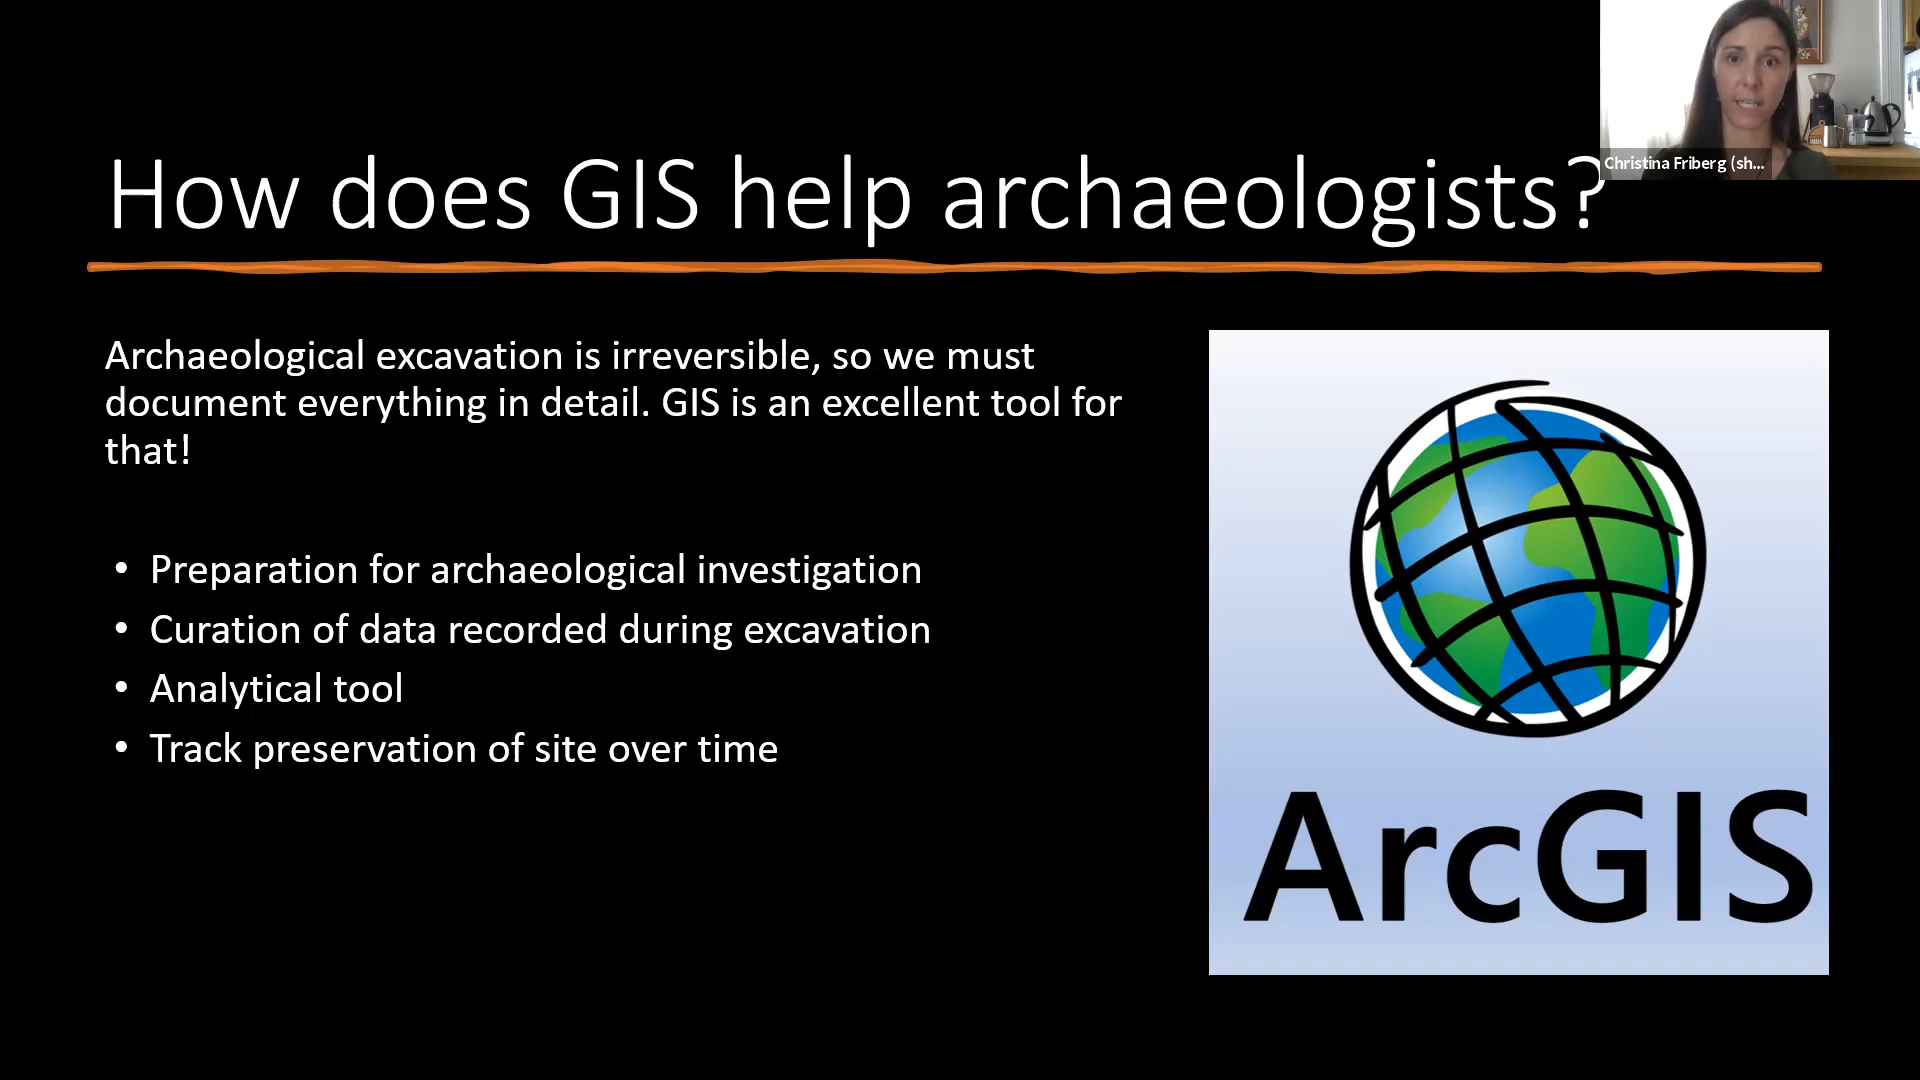 Christina Friberg (sh...
How does GIS help archaeologists?
Archaeological excavation is irreversible, so we must
document everything in detail. GIS is an excellent tool for
that!
• Preparation for archaeological investigation
• Curation of data recorded during excavation
• Analytical tool
• Track preservation of site over time
ArcGIS